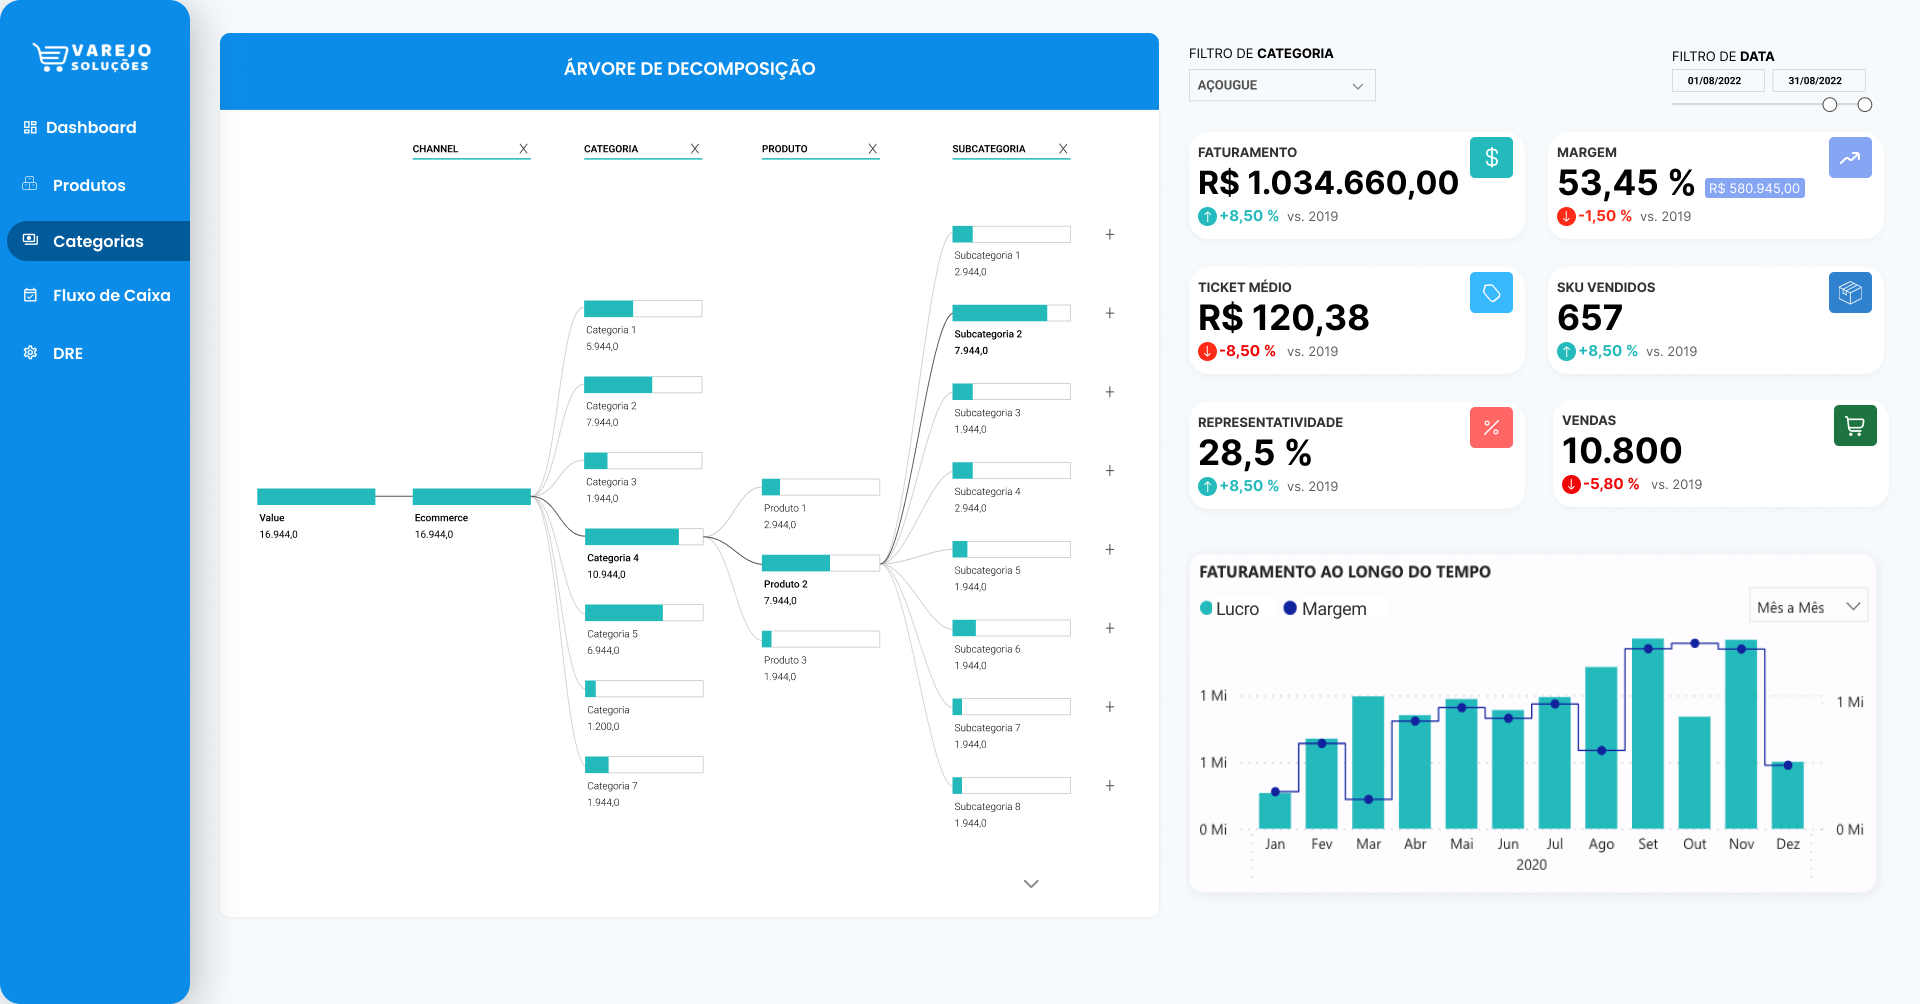 VAREJO
SOLUÇÕES
Dashboard
Produtos
Categorias
Fluxo de Caixa
DRE
ÁRVORE DE DECOMPOSIÇÃO
CHANNEL X
CATEGORIA X
PRODUTO X
SUBCATEGORIA X
Value
16.944,0
Ecommerce
16.944,0
Categoria 1
5.944,0
Categoria 2
7.944,0
Categoria 3
1.944,0
Categoria 4
10.944,0
Categoria 5
6.944,0
Categoria
1.200,0
Categoria 7
1.944,0
Produto 1
2.944,0
Produto 2
7.944,0
Produto 3
1.944,0
Subcategoria 1
2.944,0
+
Subcategoria 2
7.944,0
+
Subcategoria 3
1.944,0
+
Subcategoria 4
2.944,0
+
Subcategoria 5
1.944,0
+
Subcategoria 6
1.944,0
+
Subcategoria 7
1.944,0
+
Subcategoria 8
1.944,0
+
FILTRO DE CATEGORIA
AÇOUGUE
FILTRO DE DATA
01/08/2022 31/08/2022
FATURAMENTO
$
R$ 1.034.660,00
+8,50 % vs. 2019
MARGEM
53,45 % R$ 580.945,00
-1,50 % vs. 2019
TICKET MÉDIO
R$ 120,38
-8,50 % vs. 2019
SKU VENDIDOS
657
+8,50 % vs. 2019
REPRESENTATIVIDADE
%
28,5 %
+8,50 % vs. 2019
VENDAS
10.800
-5,80 % vs. 2019
FATURAMENTO AO LONGO DO TEMPO
Lucro Margem
Mês a Mês
1 Mi 1 Mi
1 Mi
0 Mi 0 Mi
Jan Fev Mar Abr Mai Jun Jul Ago Set Out Nov Dez
2020